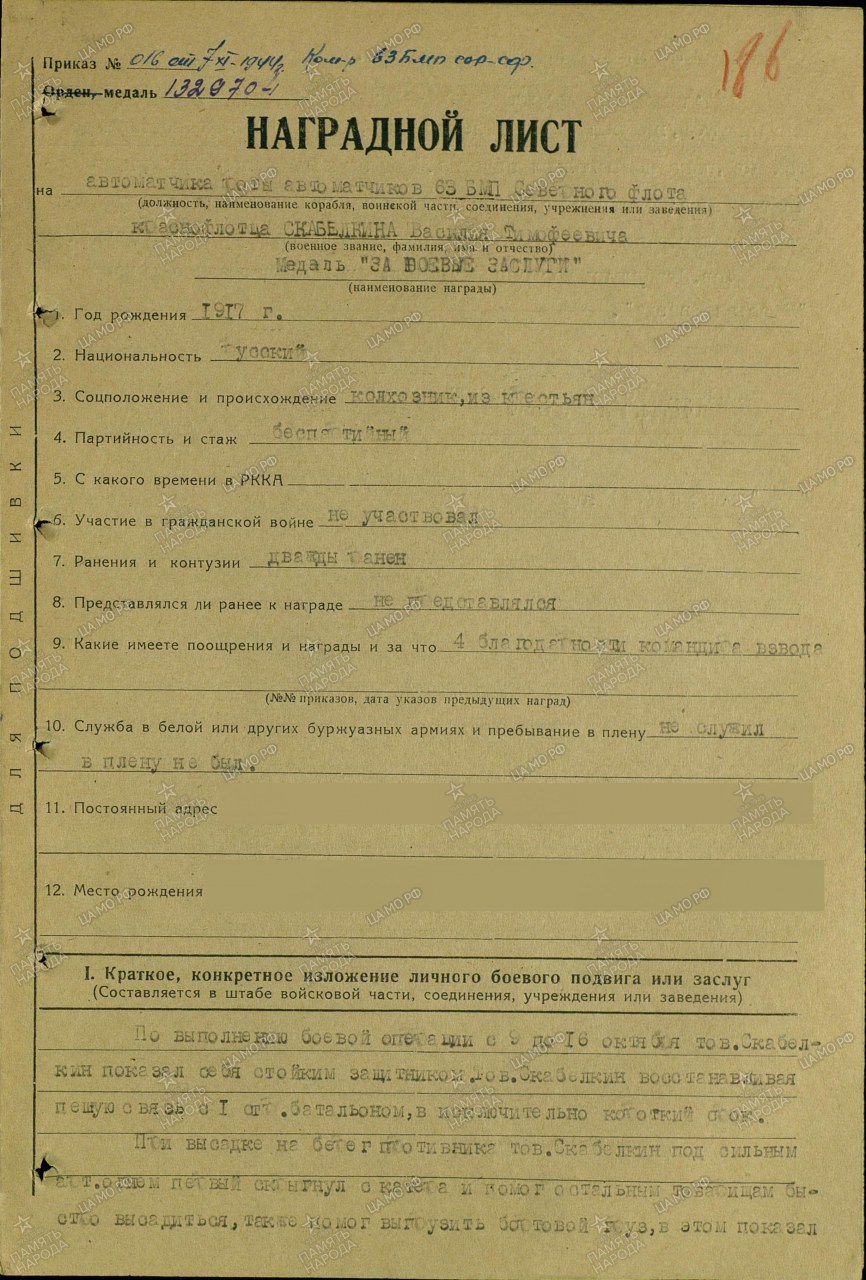 Приказ № 016 от 7 XI-1944г. Ком-р 63 Бмп сев-
186
Орден, медаль 1329704
НАГРАДНОЙ ЛИСТ
на автоматчика роты автоматчиков 63 БМП Северного флота
(должность, наименование корабля, воинской части, соединения, учреждения или заведения)
краснофлотца СКАБЕЛКИНА Василия Тимофеевича
(военное звание, фамилия, имя и отчество)
Медаль "ЗА БОЕВЫЕ ЗАСЛУГИ"
(наименование награды)
1. Год рождения 1917 г.
2. Национальность русский
3. Соцположение и происхождение колхозник, из крестьян
4. Партийность и стаж беспартийный
5. С какого времени в РККА
6. Участие в гражданской войне не участвовал
7. Ранения и контузии дважды ранен
8. Представлялся ли ранее к награде не представлялся
9. Какие имеете поощрения и награды и за что 4 благодарности командира взвода
(№№ приказов, дата указов предыдущих наград)
10. Служба в белой или других буржуазных армиях и пребывание в плену не служил
в плену не был.
11. Постоянный адрес
12. Место рождения
ДЛЯ ПОДШИВКИ
I. Краткое, конкретное изложение личного боевого подвига или заслуг
(Составляется в штабе войсковой части, соединения, учреждения или заведения)
По выполнению боевой операции с 9 до 16 октября тов.Скабел-
кин показал себя стойким защитником.тов.Скабелкин восстанавливая
пешую связь с I отр.батальоном,в исключительно короткий срок.
При высадке на берег противника тов.Скабелкин под сильным
арт.огнем первый спрыгнул с катера и помог остальным товарищам бы-
стро высадиться,также помог выгрузить бортовой груз,в этом показал